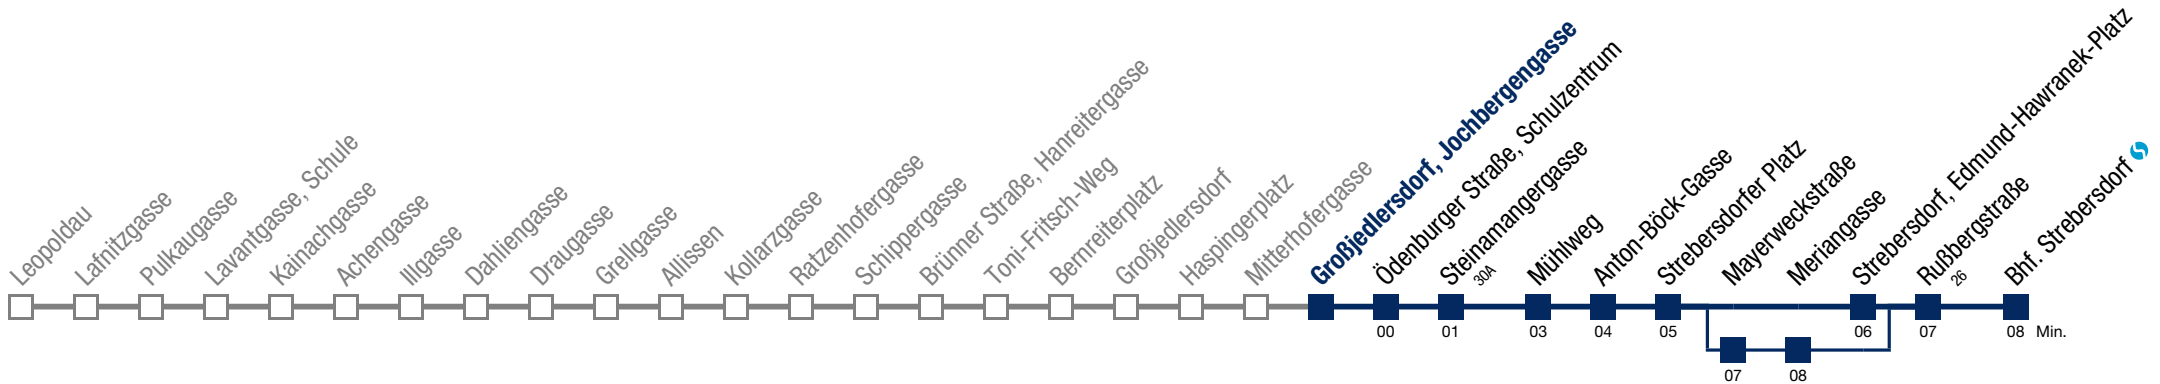 Leopoldau
Lafnitzgasse
Pulkaugasse
Lavantgasse, Schule
Kainachgasse
Achengasse
Illgasse
Dahliengasse
Draugasse
Grellgasse
Allissen
Kollarzgasse
Ratzenhofergasse
Schippergasse
Brünner Straße, Hanreitergasse
Toni-Fritsch-Weg
Bernreiterplatz
Großjedlersdorf
Haspingerplatz
Mitterhofergasse
Großjedlersdorf, Jochbergengasse
Ödenburger Straße, Schulzentrum
Steinamangergasse
30A
Mühlweg
Anton-Böck-Gasse
Strebersdorfer Platz
Mayerweckstraße
Meriangasse
Strebersdorf, Edmund-Hawranek-Platz
Rußbergstraße
26
Bhf. Strebersdorf
00 01 03 04 05 06 07 08 Min.
07 08